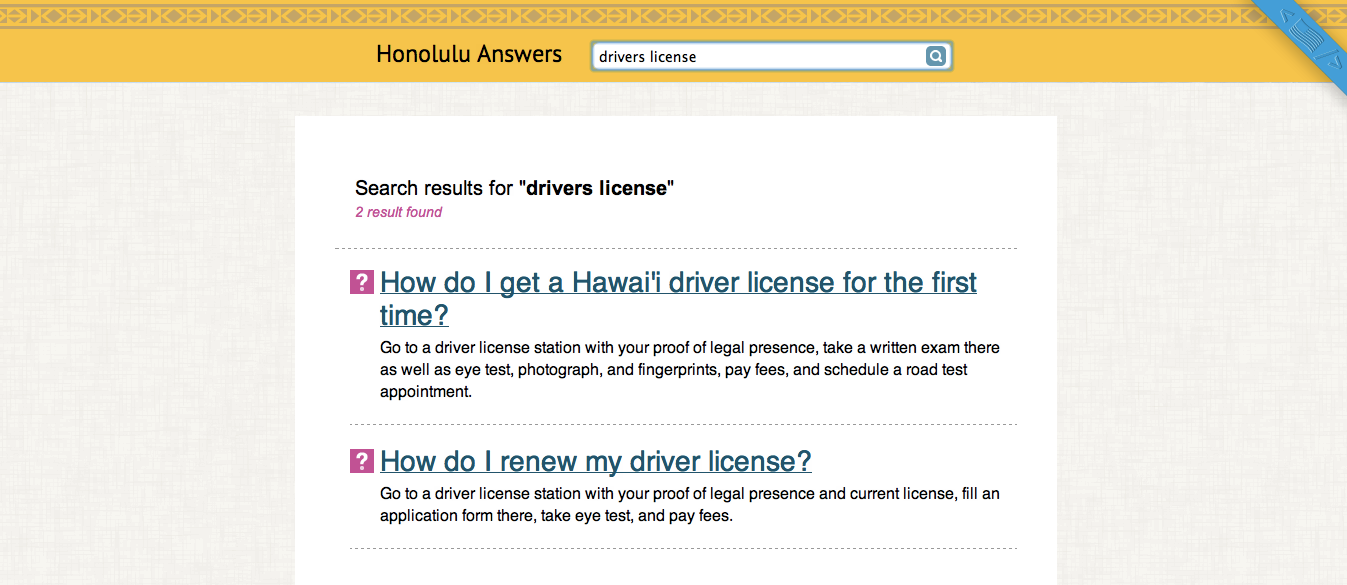 Honolulu Answers
drivers license
Search results for "drivers license"
2 result found
? How do I get a Hawai'i driver license for the first
time?
Go to a driver license station with your proof of legal presence, take a written exam there
as well as eye test, photograph, and fingerprints, pay fees, and schedule a road test
appointment.
? How do I renew my driver license?
Go to a driver license station with your proof of legal presence and current license, fill an
application form there, take eye test, and pay fees.